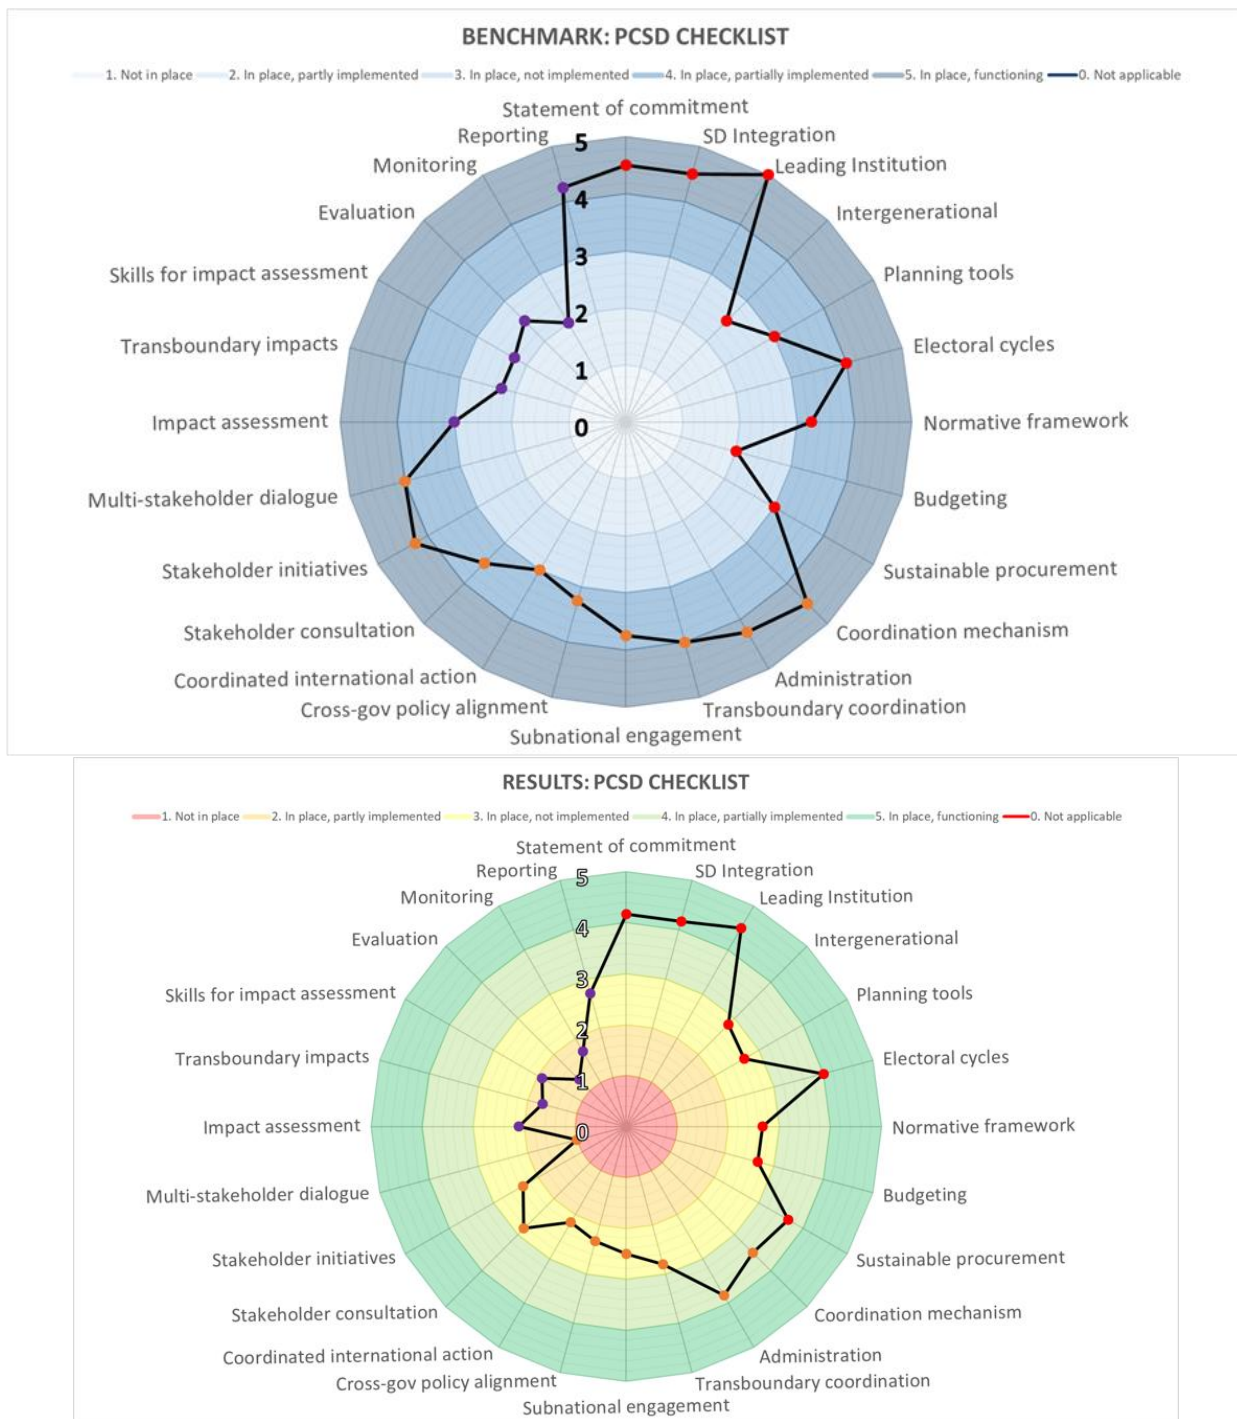 BENCHMARK: PCSD CHECKLIST
1. Not in place 2. In place, partly implemented 3. In place, not implemented 4. In place, partially implemented 5. In place, functioning 0. Not applicable
Statement of commitment
SD Integration
Leading Institution
Intergenerational
Planning tools
Electoral cycles
Normative framework
Budgeting
Sustainable procurement
Coordination mechanism
Administration
Transboundary coordination
Subnational engagement
Cross-gov policy alignment
Coordinated international action
Stakeholder consultation
Stakeholder initiatives
Multi-stakeholder dialogue
Impact assessment
Transboundary impacts
Skills for impact assessment
Evaluation
Monitoring
Reporting
5
4
3
2
1
0
RESULTS: PCSD CHECKLIST
1. Not in place 2. In place, partly implemented 3. In place, not implemented 4. In place, partially implemented 5. In place, functioning 0. Not applicable
Statement of commitment
SD Integration
Leading Institution
Intergenerational
Planning tools
Electoral cycles
Normative framework
Budgeting
Sustainable procurement
Coordination mechanism
Administration
Transboundary coordination
Subnational engagement
Cross-gov policy alignment
Coordinated international action
Stakeholder consultation
Stakeholder initiatives
Multi-stakeholder dialogue
Impact assessment
Transboundary impacts
Skills for impact assessment
Evaluation
Monitoring
Reporting
5
4
3
2
1
0